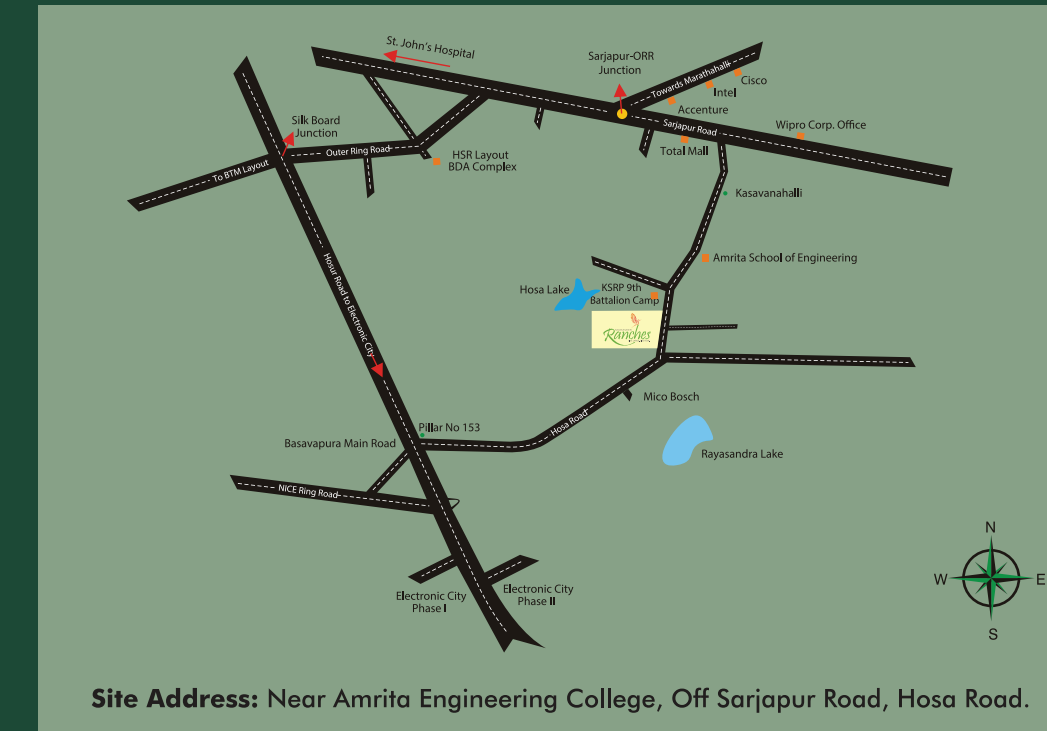 St. John's Hospital
Sarjapur-ORR
Junction
Towards Marathahalli
Cisco
Intel
Accenture
Sarjapur Road
Wipro Corp. Office
Total Mall
Silk Board
Junction
Outer Ring Road
HSR Layout
BDA Complex
To BTM Layout
Kasavanahalli
Hosur Road to Electronic City
Amrita School of Engineering
Hosa Lake
KSRP 9th
Battalion Camp
Ranches
Mico Bosch
Hosa Road
Pillar No 153
Basavapura Main Road
Rayasandra Lake
NICE Ring Road
Electronic City
Phase I
Electronic City
Phase II
N
W
E
S
Site Address: Near Amrita Engineering College, Off Sarjapur Road, Hosa Road.